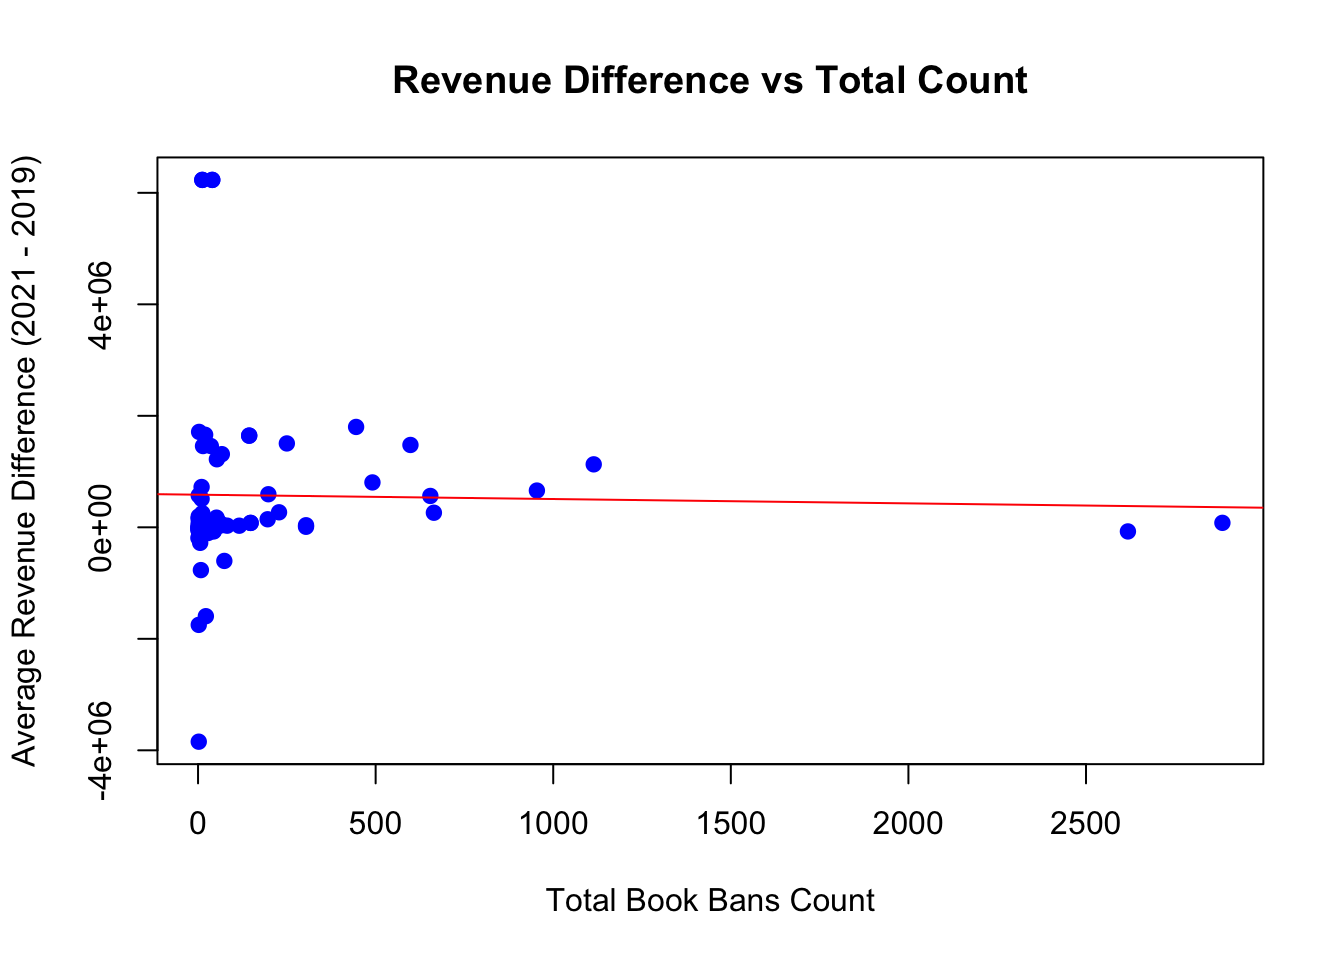 Revenue Difference vs Total Count
Average Revenue Difference (2021 - 2019)
4e+06
0e+00
-4e+06
0 500 1000 1500 2000 2500
Total Book Bans Count